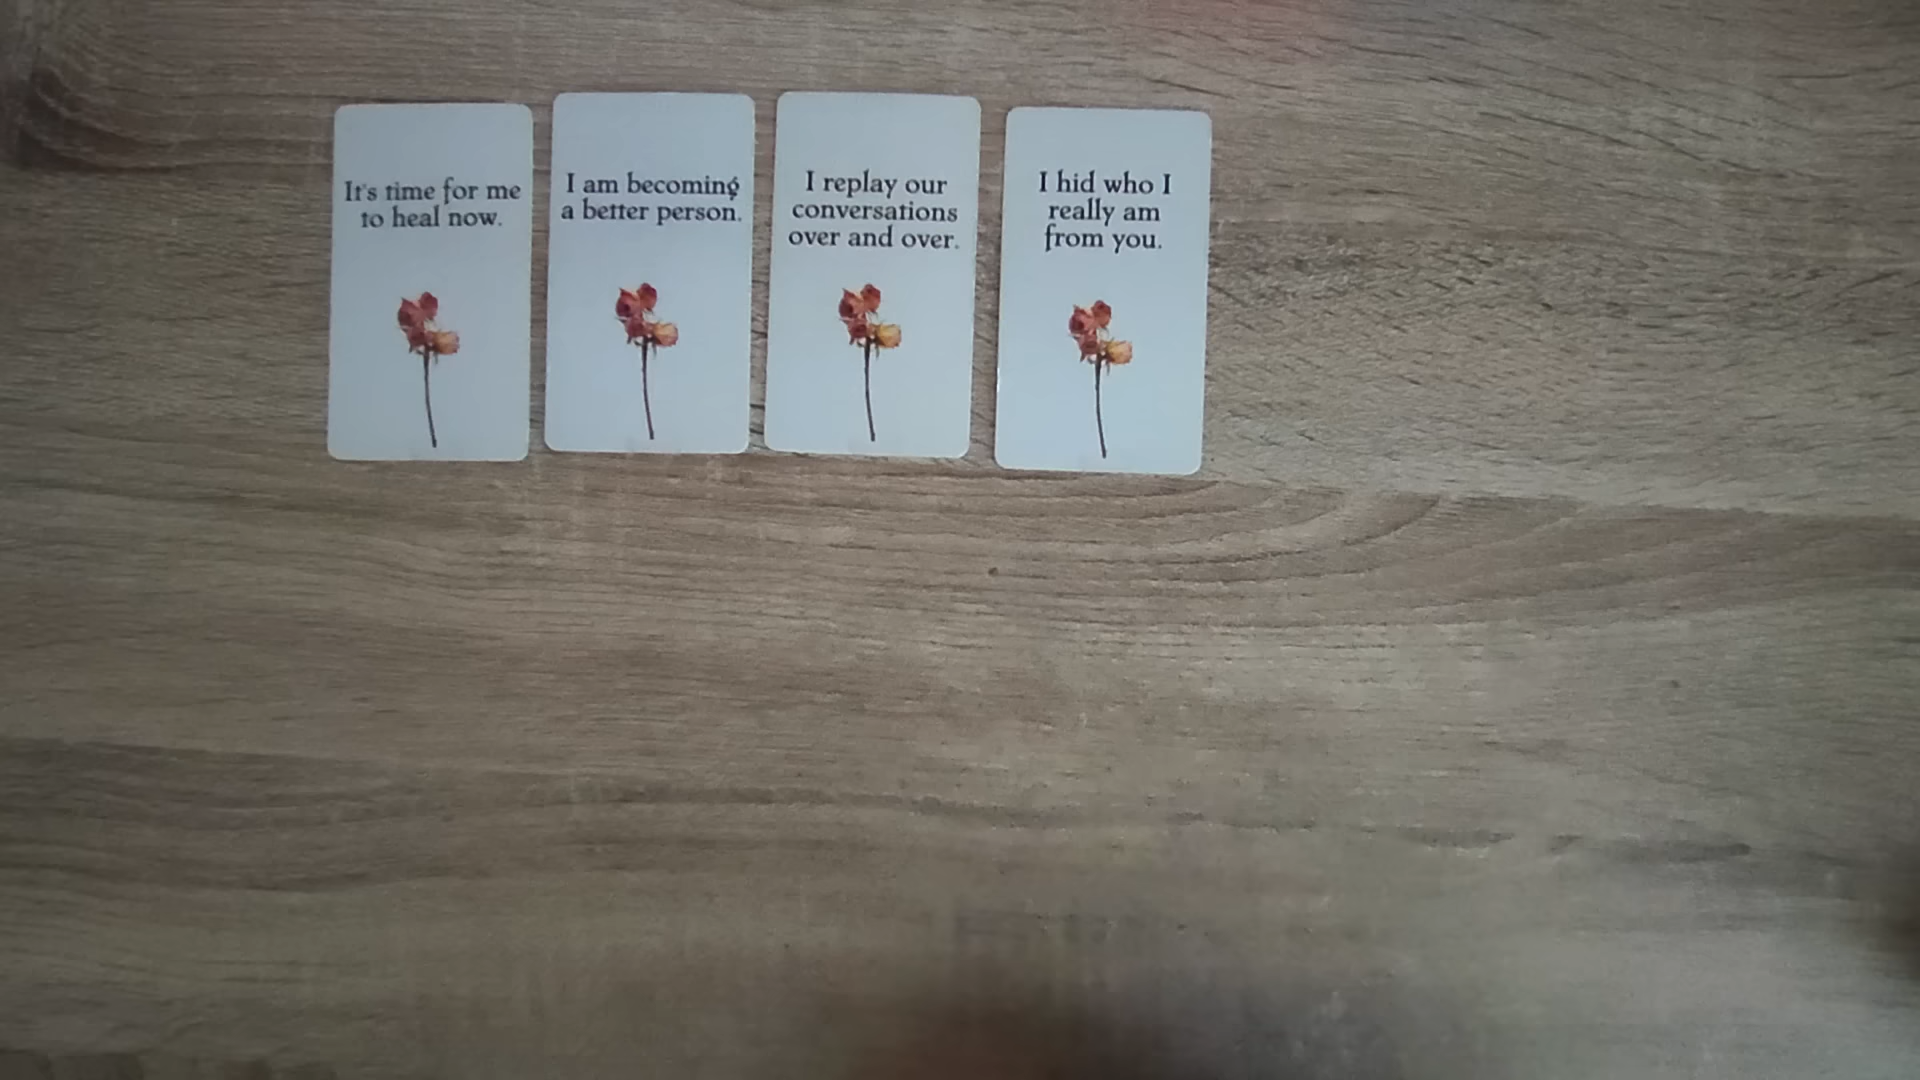 It's time for me
to heal now.
I am becoming
a better person.
I replay our
conversations
over and over.
I hid who I
really am
from you.